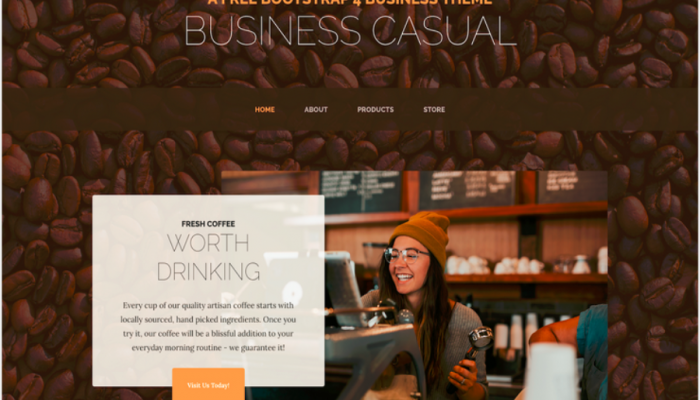 A FREE BOOTSTRAP 4 BUSINESS THEME
BUSINESS CASUAL
HOME ABOUT PRODUCTS STORE
FRESH COFFEE
WORTH
DRINKING
Every cup of our quality artisan coffee starts with
locally sourced, hand picked ingredients. Once you
try it, our coffee will be a blissful addition to your
everyday morning routine - we guarantee it!
Visit Us Today!